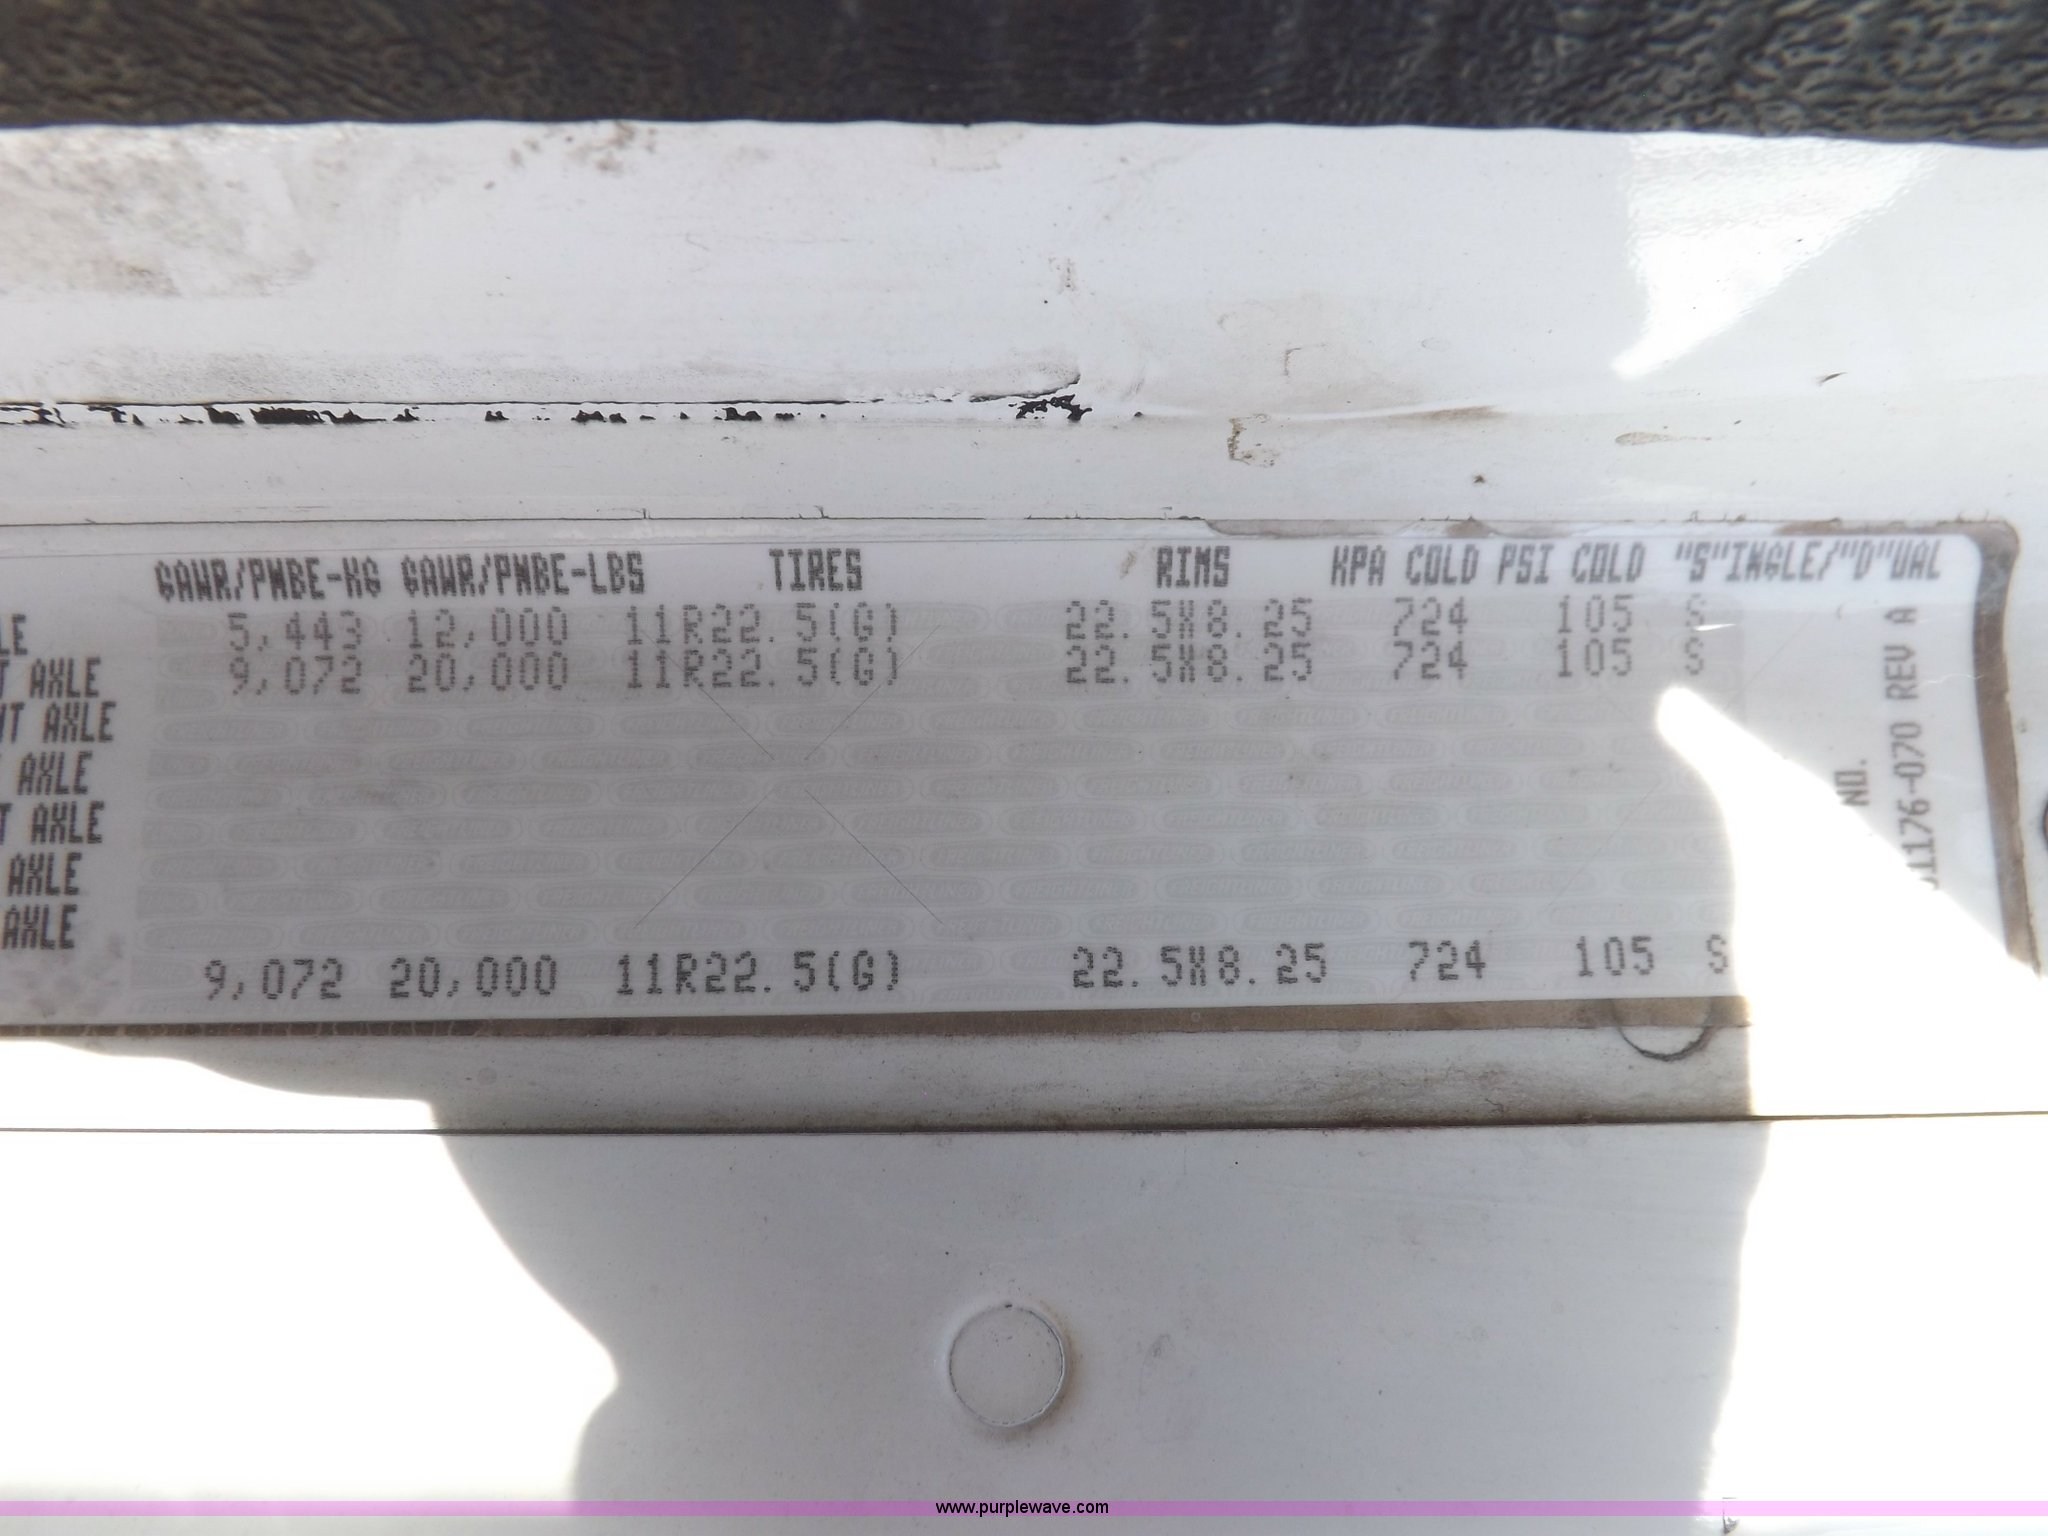 GAWR/PNBE-KG GAWR/PNBE-LBS TIRES RIMS KPA COLD PSI COLD "S"INGLE/"D"UAL
LE 5,443 12,000 11R22.5(G) 22.5X8.25 724 105 S
T AXLE 9,072 20,000 11R22.5(G) 22.5X8.25 724 105 S
NT AXLE
AXLE
T AXLE
AXLE
AXLE
9,072 20,000 11R22.5(G) 22.5X8.25 724 105 S
NO.
11176-070 REV A
FREIGHTLINER
www.purplewave.com